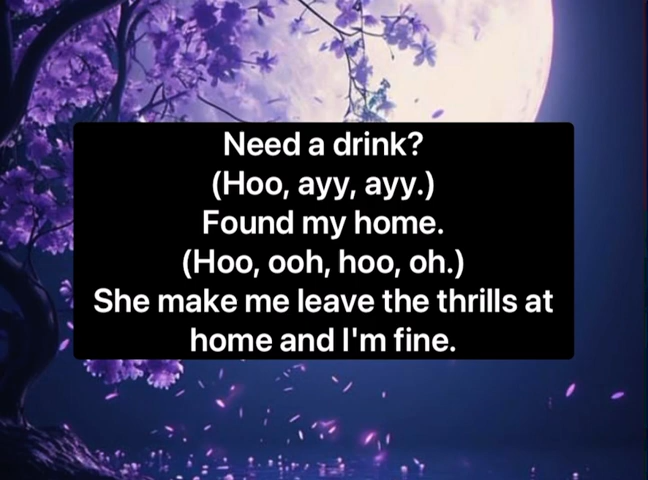 Need a drink?
(Hoo, ayy, ayy.)
Found my home.
(Hoo, ooh, hoo, oh.)
She make me leave the thrills at
home and I'm fine.